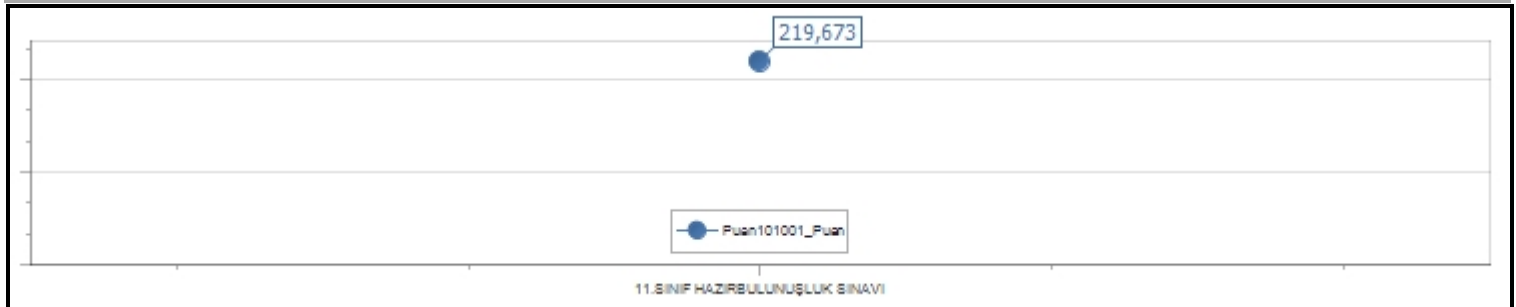 219,673
Puan101001_Puan
11.SINIF HAZIRBULUNUŞLUK SINAVI